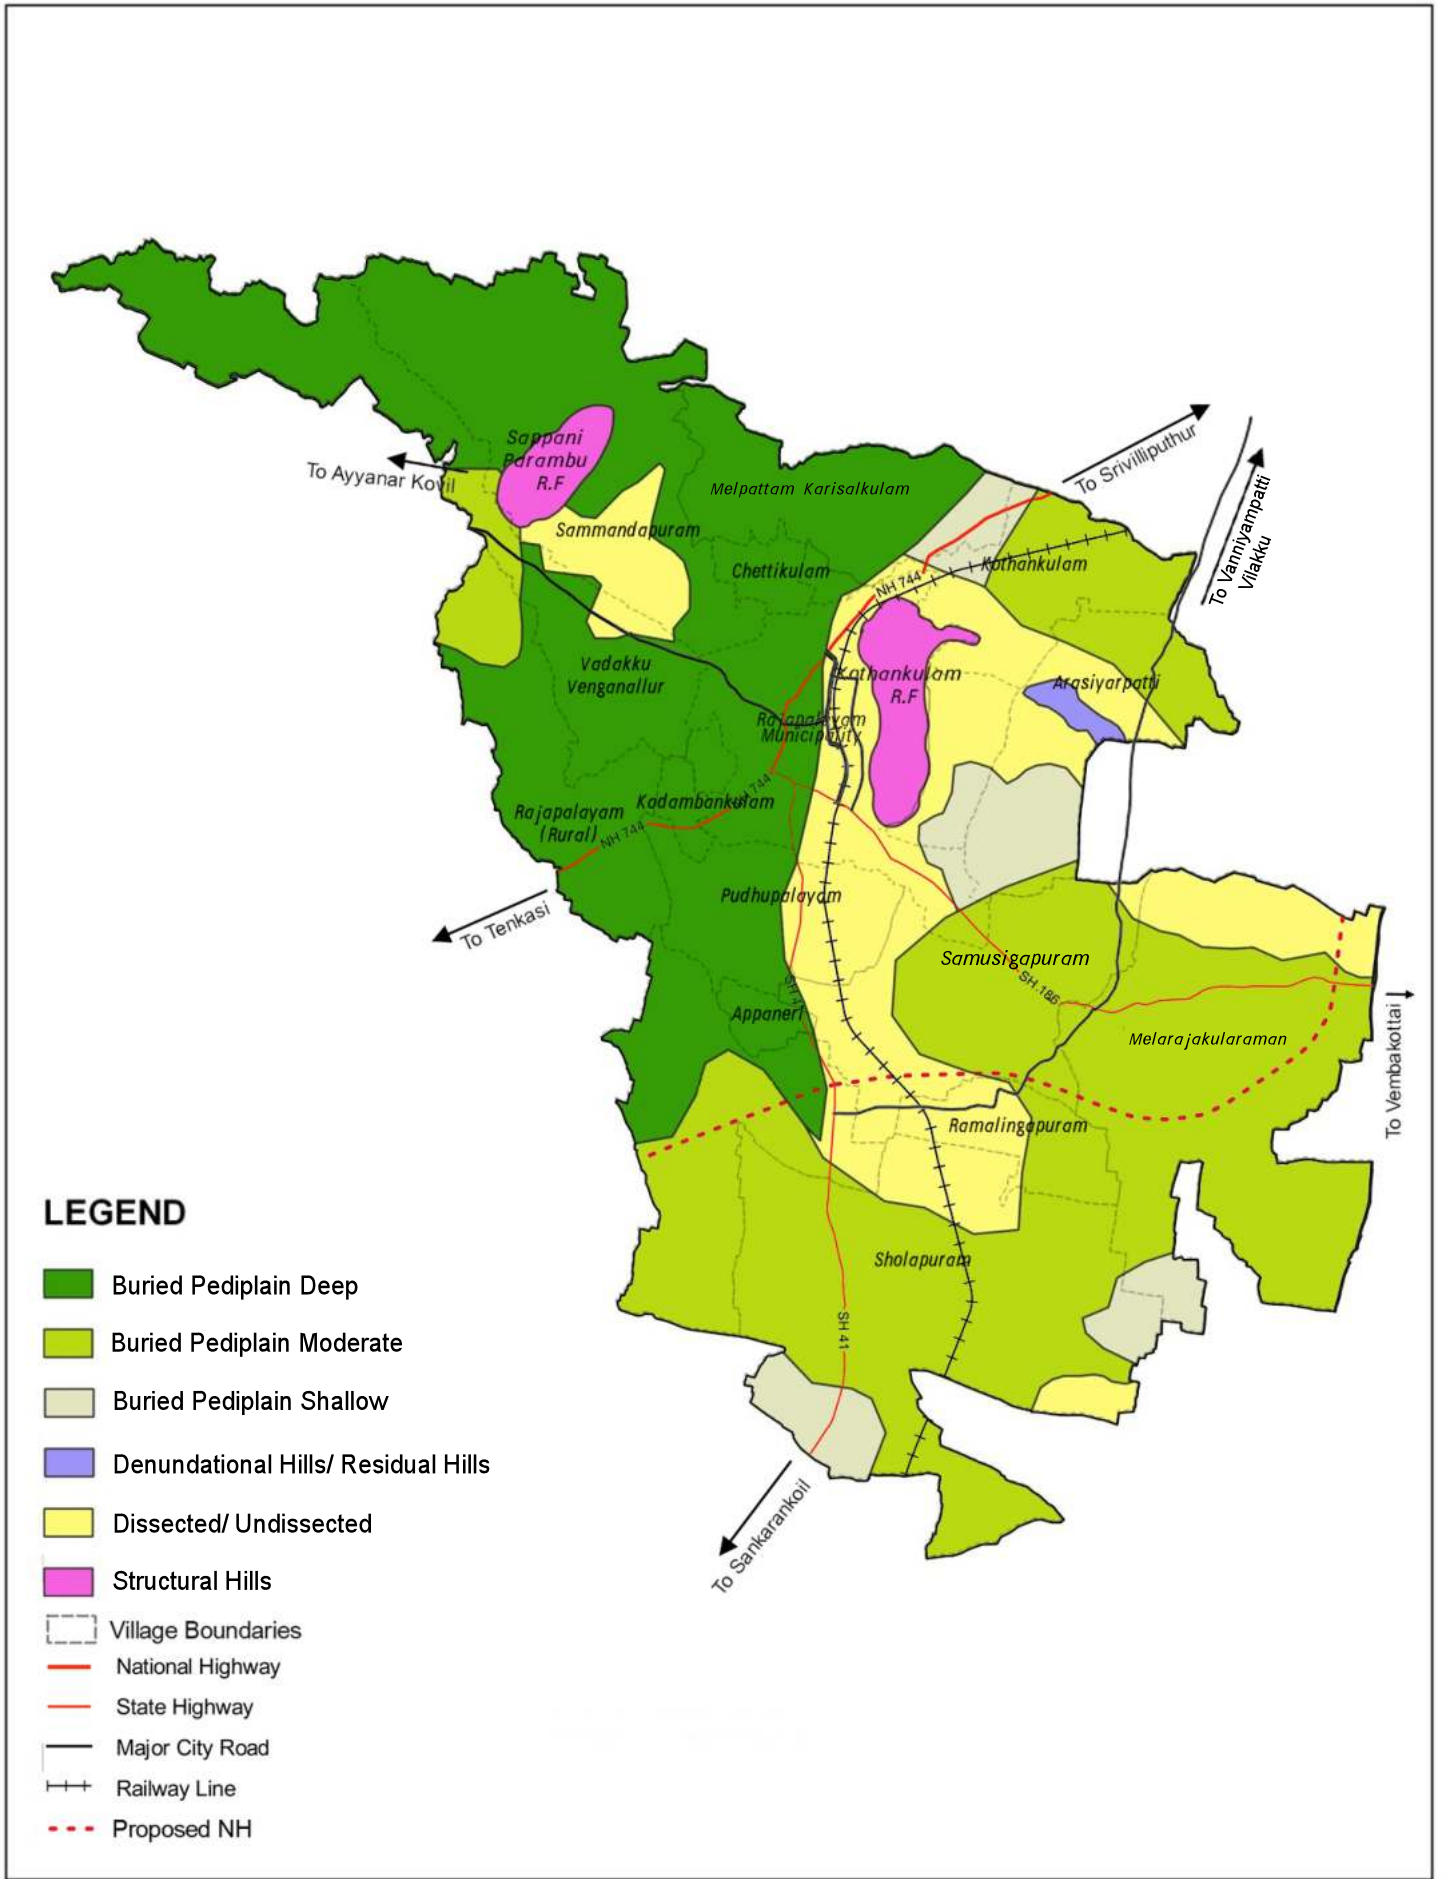 To Srivilliputhur
Sappani
Parambu
R.F
To Ayyanar Kovil
Melpattam Karisalkulam
To Vanniyampatti
Vilakku
Sammandapuram
Chettikulam
Kothankulam
NH 744
Vadakku
Venganallur
Kothankulam
R.F
Arasiyarpatti
Rajapalayam
Municipality
NH 744
Kodambankulam
Rajapalayam
(Rural)
NH 744
Pudhupalayam
To Tenkasi
Samusigapuram
SH 186
SH 41
Appaneri
Melarajakularaman
To Vembakottai
Ramalingapuram
Sholapuram
SH 41
To Sankarankoil
LEGEND
Buried Pediplain Deep
Buried Pediplain Moderate
Buried Pediplain Shallow
Denundational Hills/ Residual Hills
Dissected/ Undissected
Structural Hills
Village Boundaries
National Highway
State Highway
Major City Road
Railway Line
Proposed NH